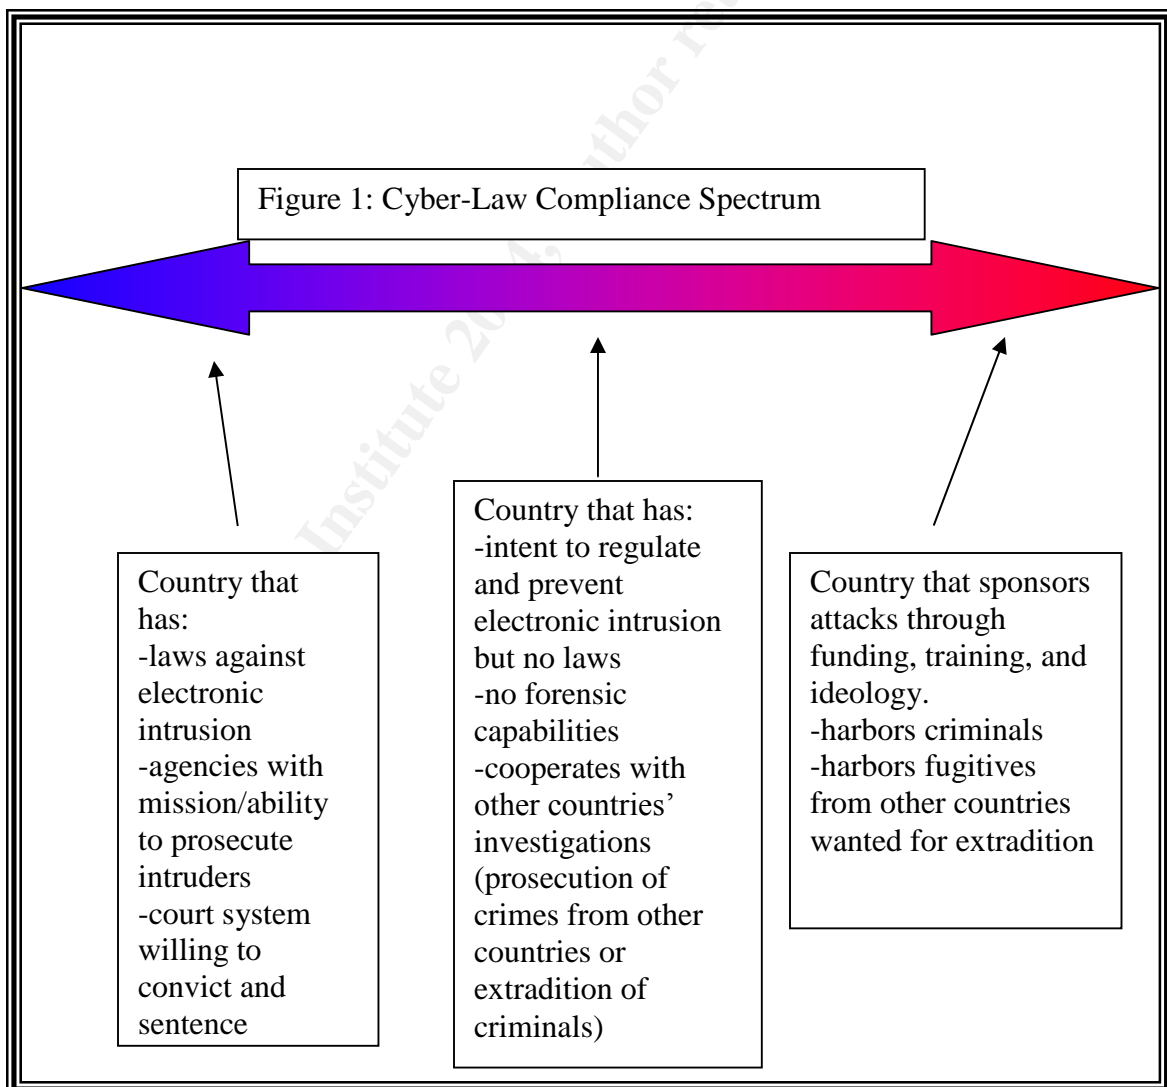 Figure 1: Cyber-Law Compliance Spectrum
Country that
has:
-laws against
electronic
intrusion
-agencies with
mission/ability
to prosecute
intruders
-court system
willing to
convict and
sentence
Country that has:
-intent to regulate
and prevent
electronic intrusion
but no laws
-no forensic
capabilities
-cooperates with
other countries’
investigations
(prosecution of
crimes from other
countries or
extradition of
criminals)
Country that sponsors
attacks through
funding, training, and
ideology.
-harbors criminals
-harbors fugitives
from other countries
wanted for extradition
Institute